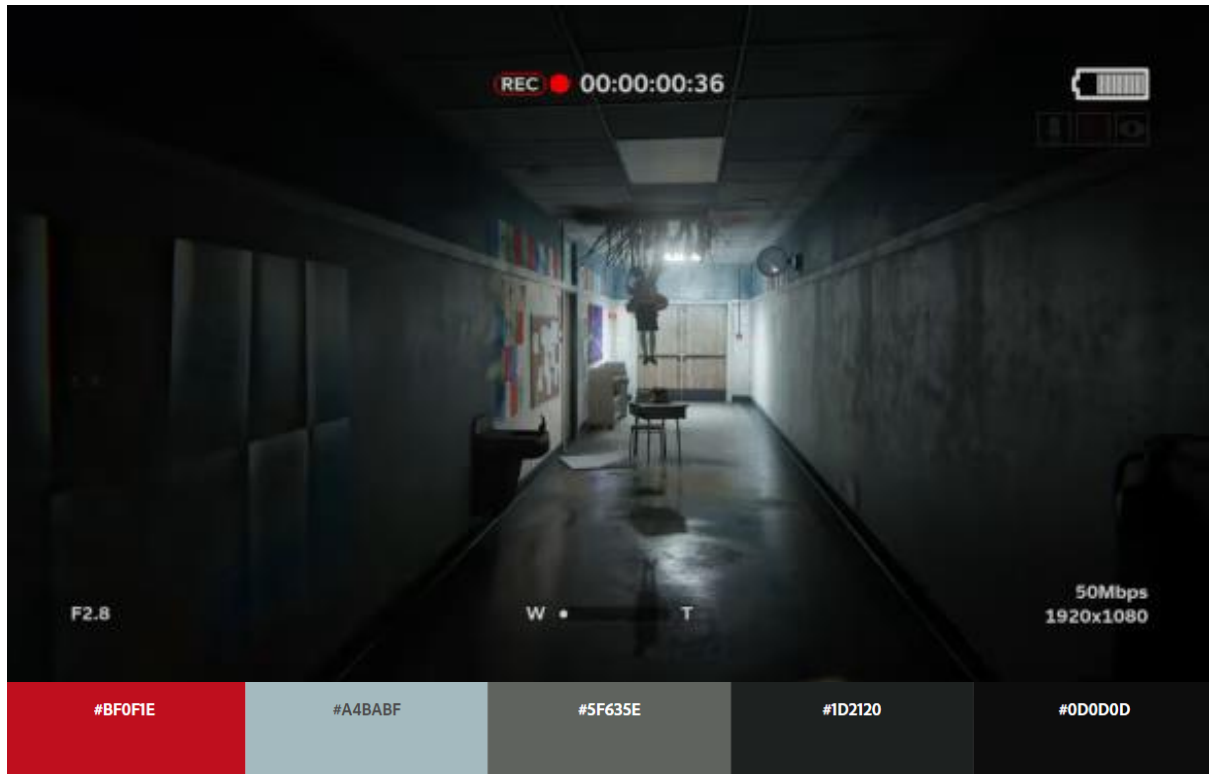 REC 00:00:00:36
F2.8
W T
50Mbps
1920x1080
#BF0F1E #A4BABF #5F635E #1D2120 #0D0D0D